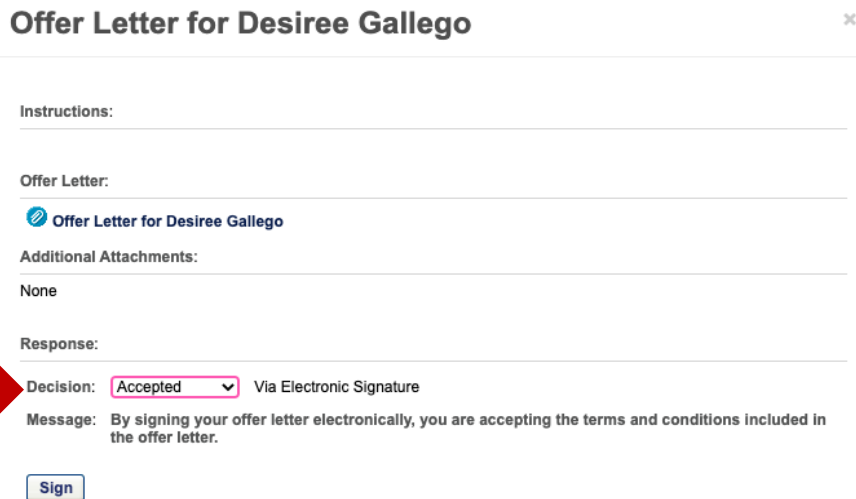 Offer Letter for Desiree Gallego
Instructions:
Offer Letter:
Offer Letter for Desiree Gallego
Additional Attachments:
None
Response:
Decision: Accepted Via Electronic Signature
Message: By signing your offer letter electronically, you are accepting the terms and conditions included in
the offer letter.
Sign